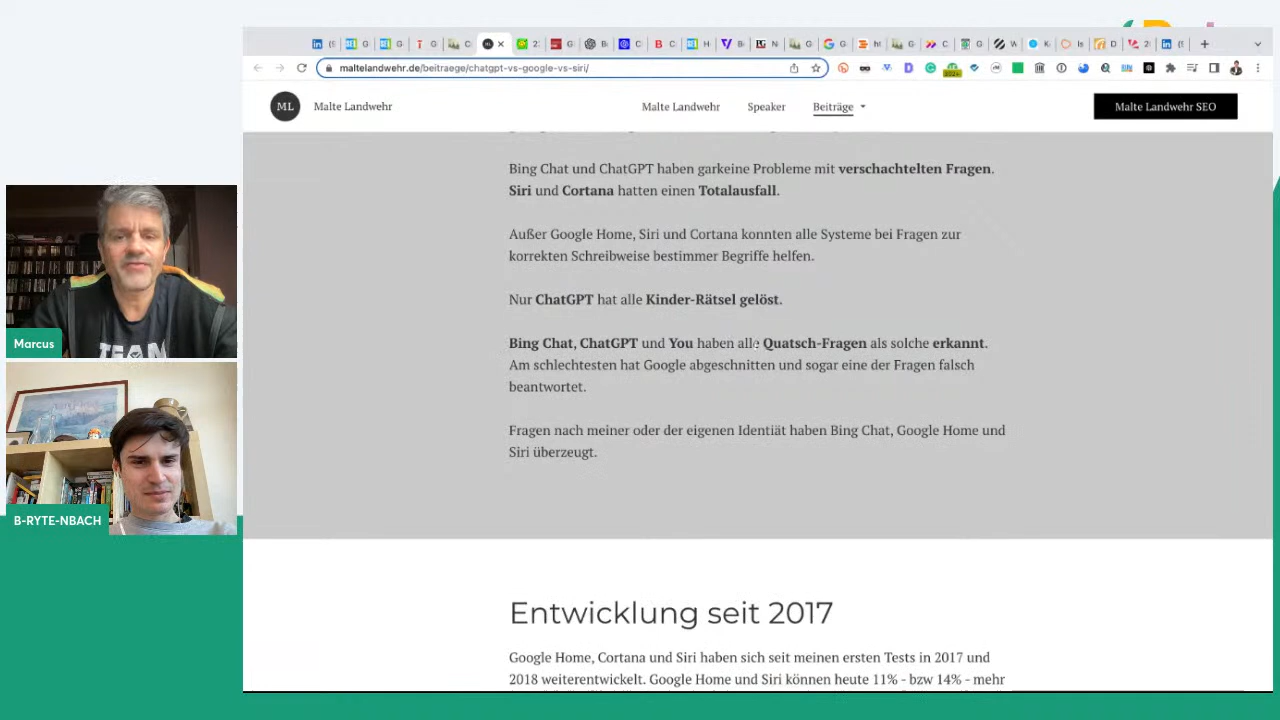 maltelandwehr.de/beitraege/chatgpt-vs-google-vs-siri/
ML Malte Landwehr
Malte Landwehr Speaker Beiträge
Malte Landwehr SEO
Bing Chat und ChatGPT haben garkeine Probleme mit verschachtelten Fragen.
Siri und Cortana hatten einen Totalausfall.
Außer Google Home, Siri und Cortana konnten alle Systeme bei Fragen zur
korrekten Schreibweise bestimmer Begriffe helfen.
Nur ChatGPT hat alle Kinder-Rätsel gelöst.
Bing Chat, ChatGPT und You haben alle Quatsch-Fragen als solche erkannt.
Am schlechtesten hat Google abgeschnitten und sogar eine der Fragen falsch
beantwortet.
Fragen nach meiner oder der eigenen Identiät haben Bing Chat, Google Home und
Siri überzeugt.
Entwicklung seit 2017
Google Home, Cortana und Siri haben sich seit meinen ersten Tests in 2017 und
2018 weiterentwickelt. Google Home und Siri können heute 11% - bzw 14% - mehr
Marcus
TEAM
B-RYTE-NBACH